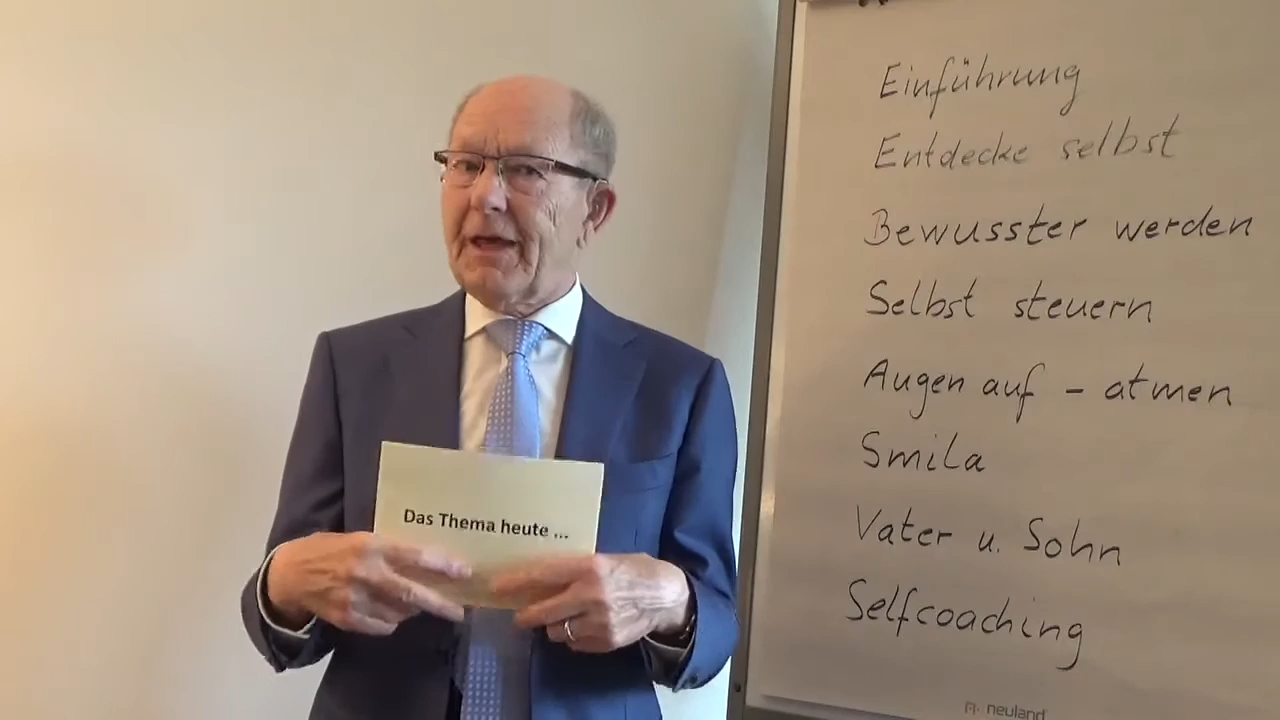 Das Thema heute ...
Einführung
Entdecke selbst
Bewusster werden
Selbst steuern
Augen auf - atmen
Smila
Vater u. Sohn
Selfcoaching
neuland